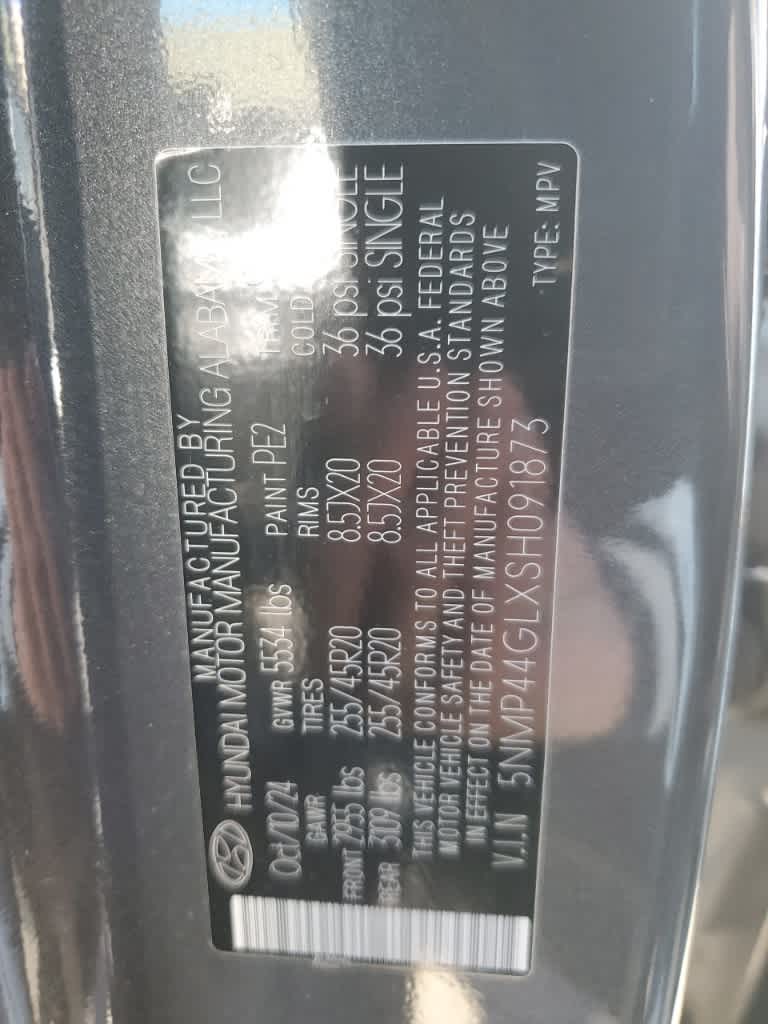 MANUFACTURED BY
HYUNDAI MOTOR MANUFACTURING ALABAMA LLC
Oct/10/24 GVWR 5534 lbs PAINT PE2 TRIM
GAWR TIRES RIMS COLD
FRONT 2955 lbs 255/45R20 8.5JX20 36 psi SINGLE
REAR 3109 lbs 255/45R20 8.5JX20 36 psi SINGLE
THIS VEHICLE CONFORMS TO ALL APPLICABLE U.S.A. FEDERAL
MOTOR VEHICLE SAFETY AND THEFT PREVENTION STANDARDS
IN EFFECT ON THE DATE OF MANUFACTURE SHOWN ABOVE
V.I.N 5NMP44GLXSH091873 TYPE: MPV